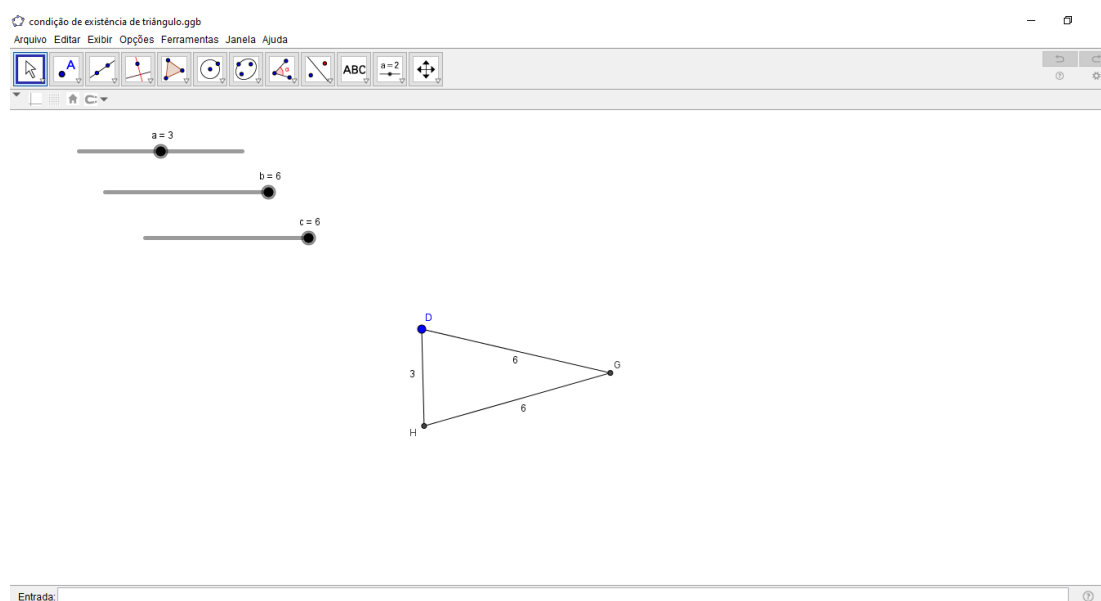 condição de existência de triângulo.ggb
Arquivo Editar Exibir Opções Ferramentas Janela Ajuda
A ABC a=2
a = 3
b = 6
c = 6
D
6
G
3
6
H
Entrada: